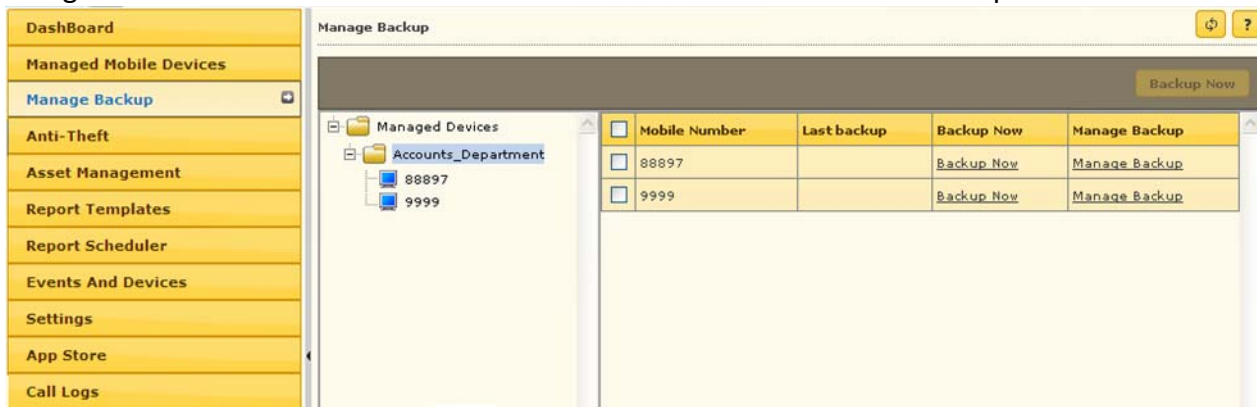 DashBoard
Managed Mobile Devices
Manage Backup
Anti-Theft
Asset Management
Report Templates
Report Scheduler
Events And Devices
Settings
App Store
Call Logs
Manage Backup
?
Backup Now
Managed Devices
Accounts_Department
88897
9999
Mobile Number Last backup Backup Now Manage Backup
88897 Backup Now Manage Backup
9999 Backup Now Manage Backup